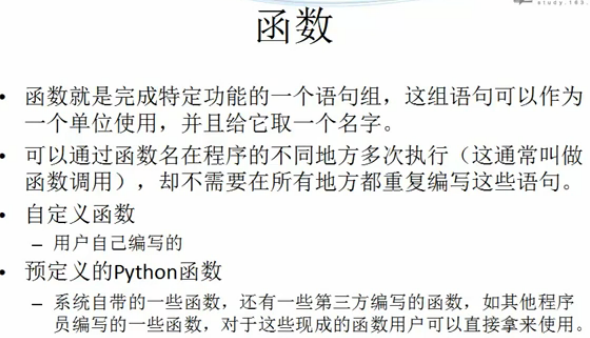 函数
• 函数就是完成特定功能的一个语句组，这组语句可以作为
一个单位使用，并且给它取一个名字。
• 可以通过函数名在程序的不同地方多次执行（这通常叫做
函数调用），却不需要在所有地方都重复编写这些语句。
• 自定义函数
– 用户自己编写的
• 预定义的Python函数
– 系统自带的一些函数，还有一些第三方编写的函数，如其他程序
员编写的一些函数，对于这些现成的函数用户可以直接拿来使用。